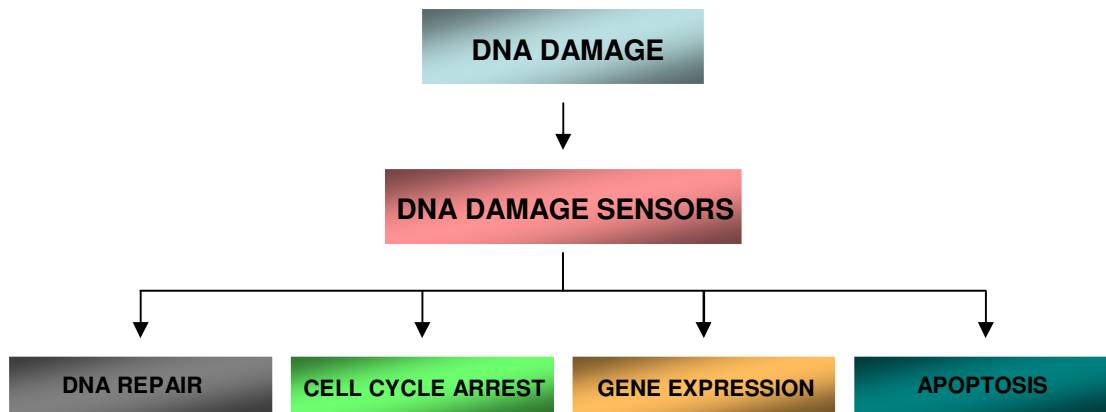 DNA DAMAGE
DNA DAMAGE SENSORS
DNA REPAIR
CELL CYCLE ARREST
GENE EXPRESSION
APOPTOSIS